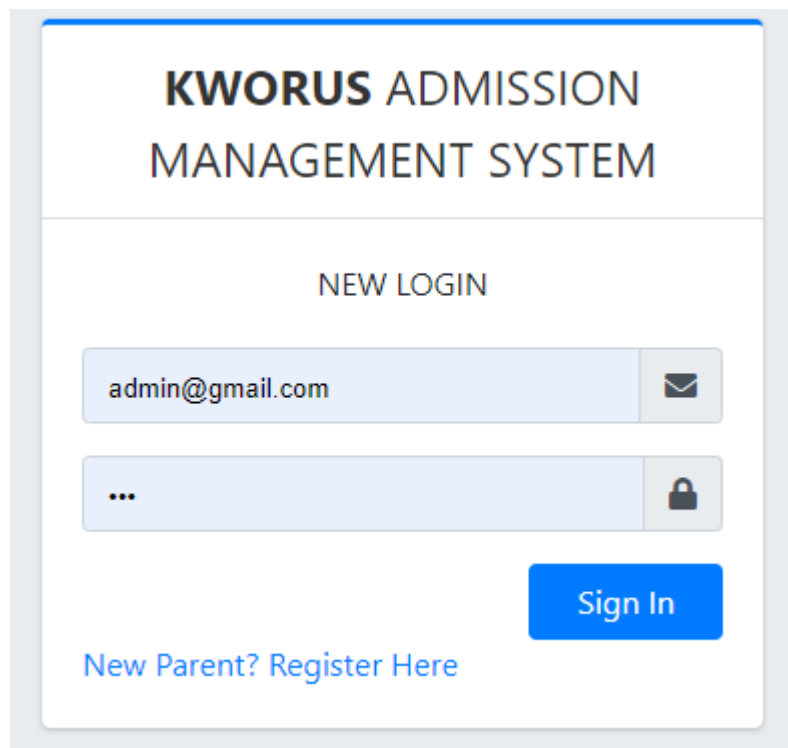 KWORUS ADMISSION
MANAGEMENT SYSTEM
NEW LOGIN
admin@gmail.com
•••
Sign In
New Parent? Register Here